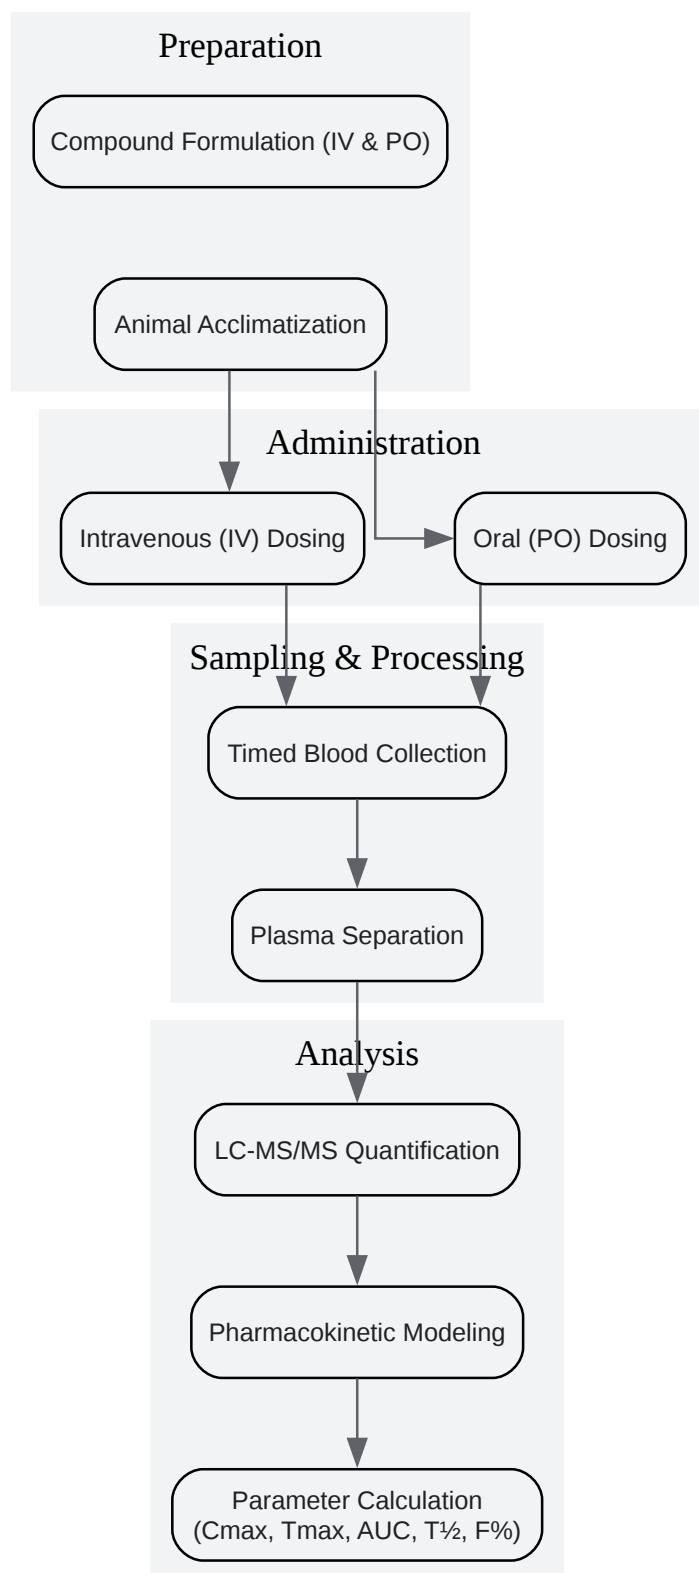 Preparation
Compound Formulation (IV & PO)
Animal Acclimatization
Administration
Intravenous (IV) Dosing
Oral (PO) Dosing
Sampling & Processing
Timed Blood Collection
Plasma Separation
Analysis
LC-MS/MS Quantification
Pharmacokinetic Modeling
Parameter Calculation
(Cmax, Tmax, AUC, T½, F%)